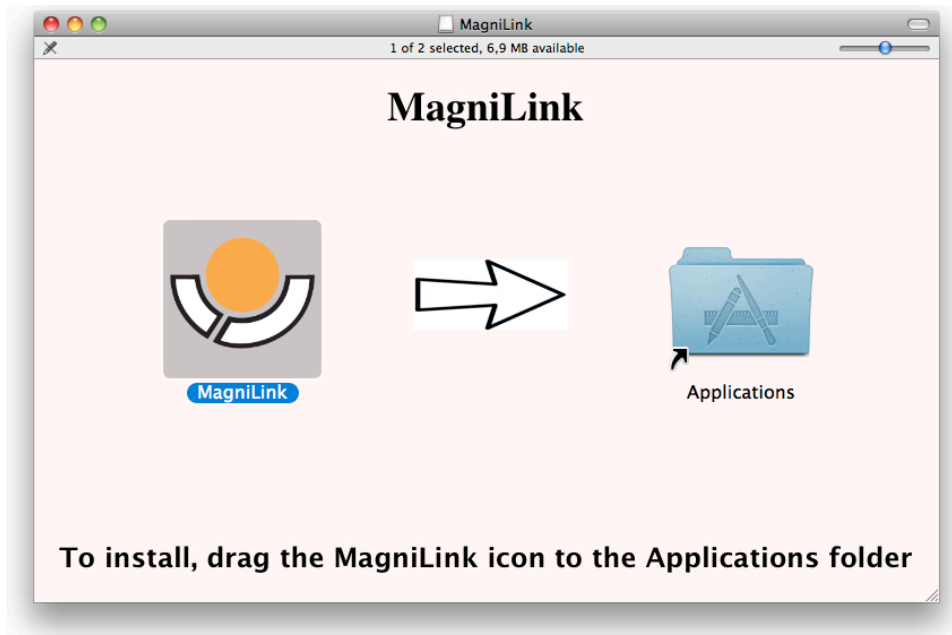 MagniLink
1 of 2 selected, 6,9 MB available
MagniLink
MagniLink
Applications
To install, drag the MagniLink icon to the Applications folder